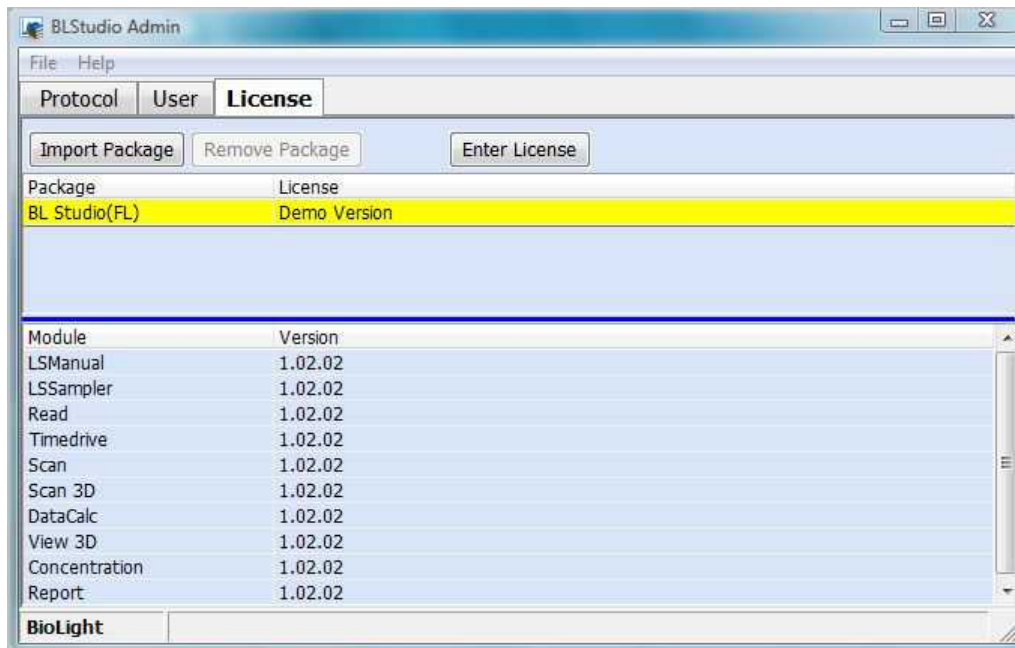 BLStudio Admin
File Help
Protocol User License
Import Package Remove Package Enter License
Package License
BL Studio(FL) Demo Version
Module Version
LSManual 1.02.02
LSSampler 1.02.02
Read 1.02.02
Timedrive 1.02.02
Scan 1.02.02
Scan 3D 1.02.02
DataCalc 1.02.02
View 3D 1.02.02
Concentration 1.02.02
Report 1.02.02
BioLight